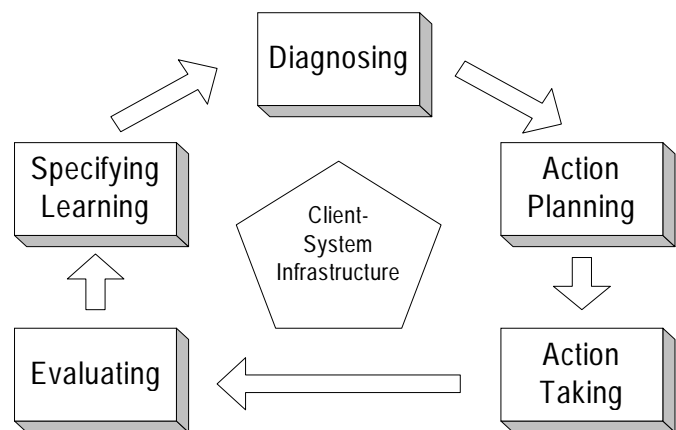 Diagnosing
Action
Planning
Action
Taking
Evaluating
Specifying
Learning
Client-
System
Infrastructure